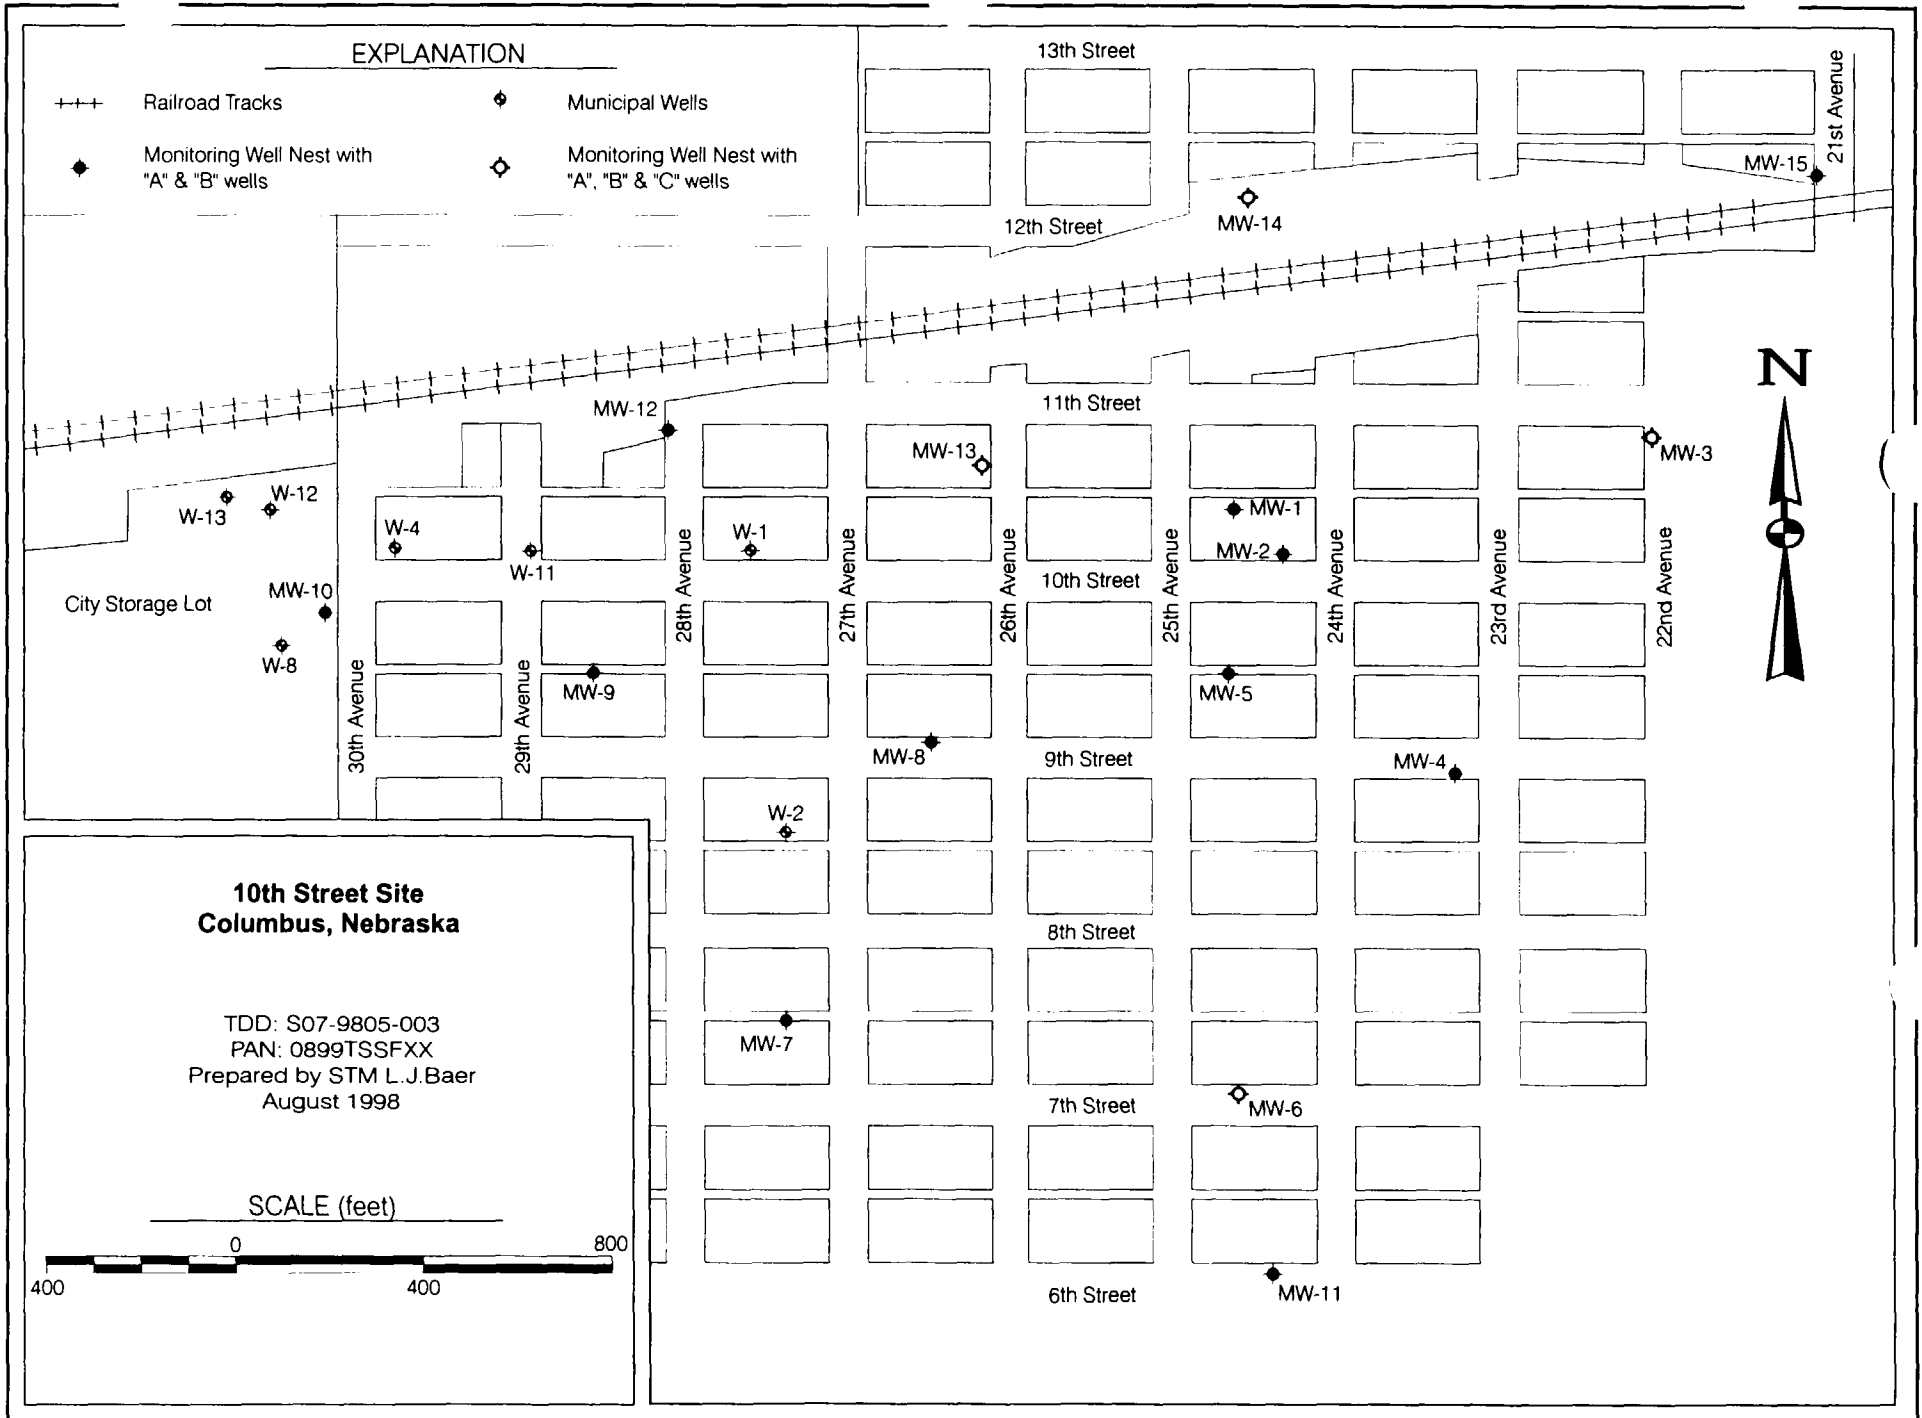 EXPLANATION
Railroad Tracks
Municipal Wells
Monitoring Well Nest with
"A" & "B" wells
Monitoring Well Nest with
"A", "B" & "C" wells
13th Street
21st Avenue
MW-15
MW-14
12th Street
N
MW-12
11th Street
MW-13
MW-3
W-12
W-13
W-4
W-11
W-1
MW-1
MW-2
10th Street
28th Avenue
27th Avenue
26th Avenue
25th Avenue
24th Avenue
23rd Avenue
22nd Avenue
City Storage Lot
MW-10
W-8
30th Avenue
29th Avenue
MW-9
MW-5
MW-8
9th Street
MW-4
W-2
10th Street Site
Columbus, Nebraska
8th Street
TDD: S07-9805-003
PAN: 0899TSSFXX
Prepared by STM L.J.Baer
August 1998
MW-7
7th Street
MW-6
SCALE (feet)
0
800
400
400
6th Street
MW-11